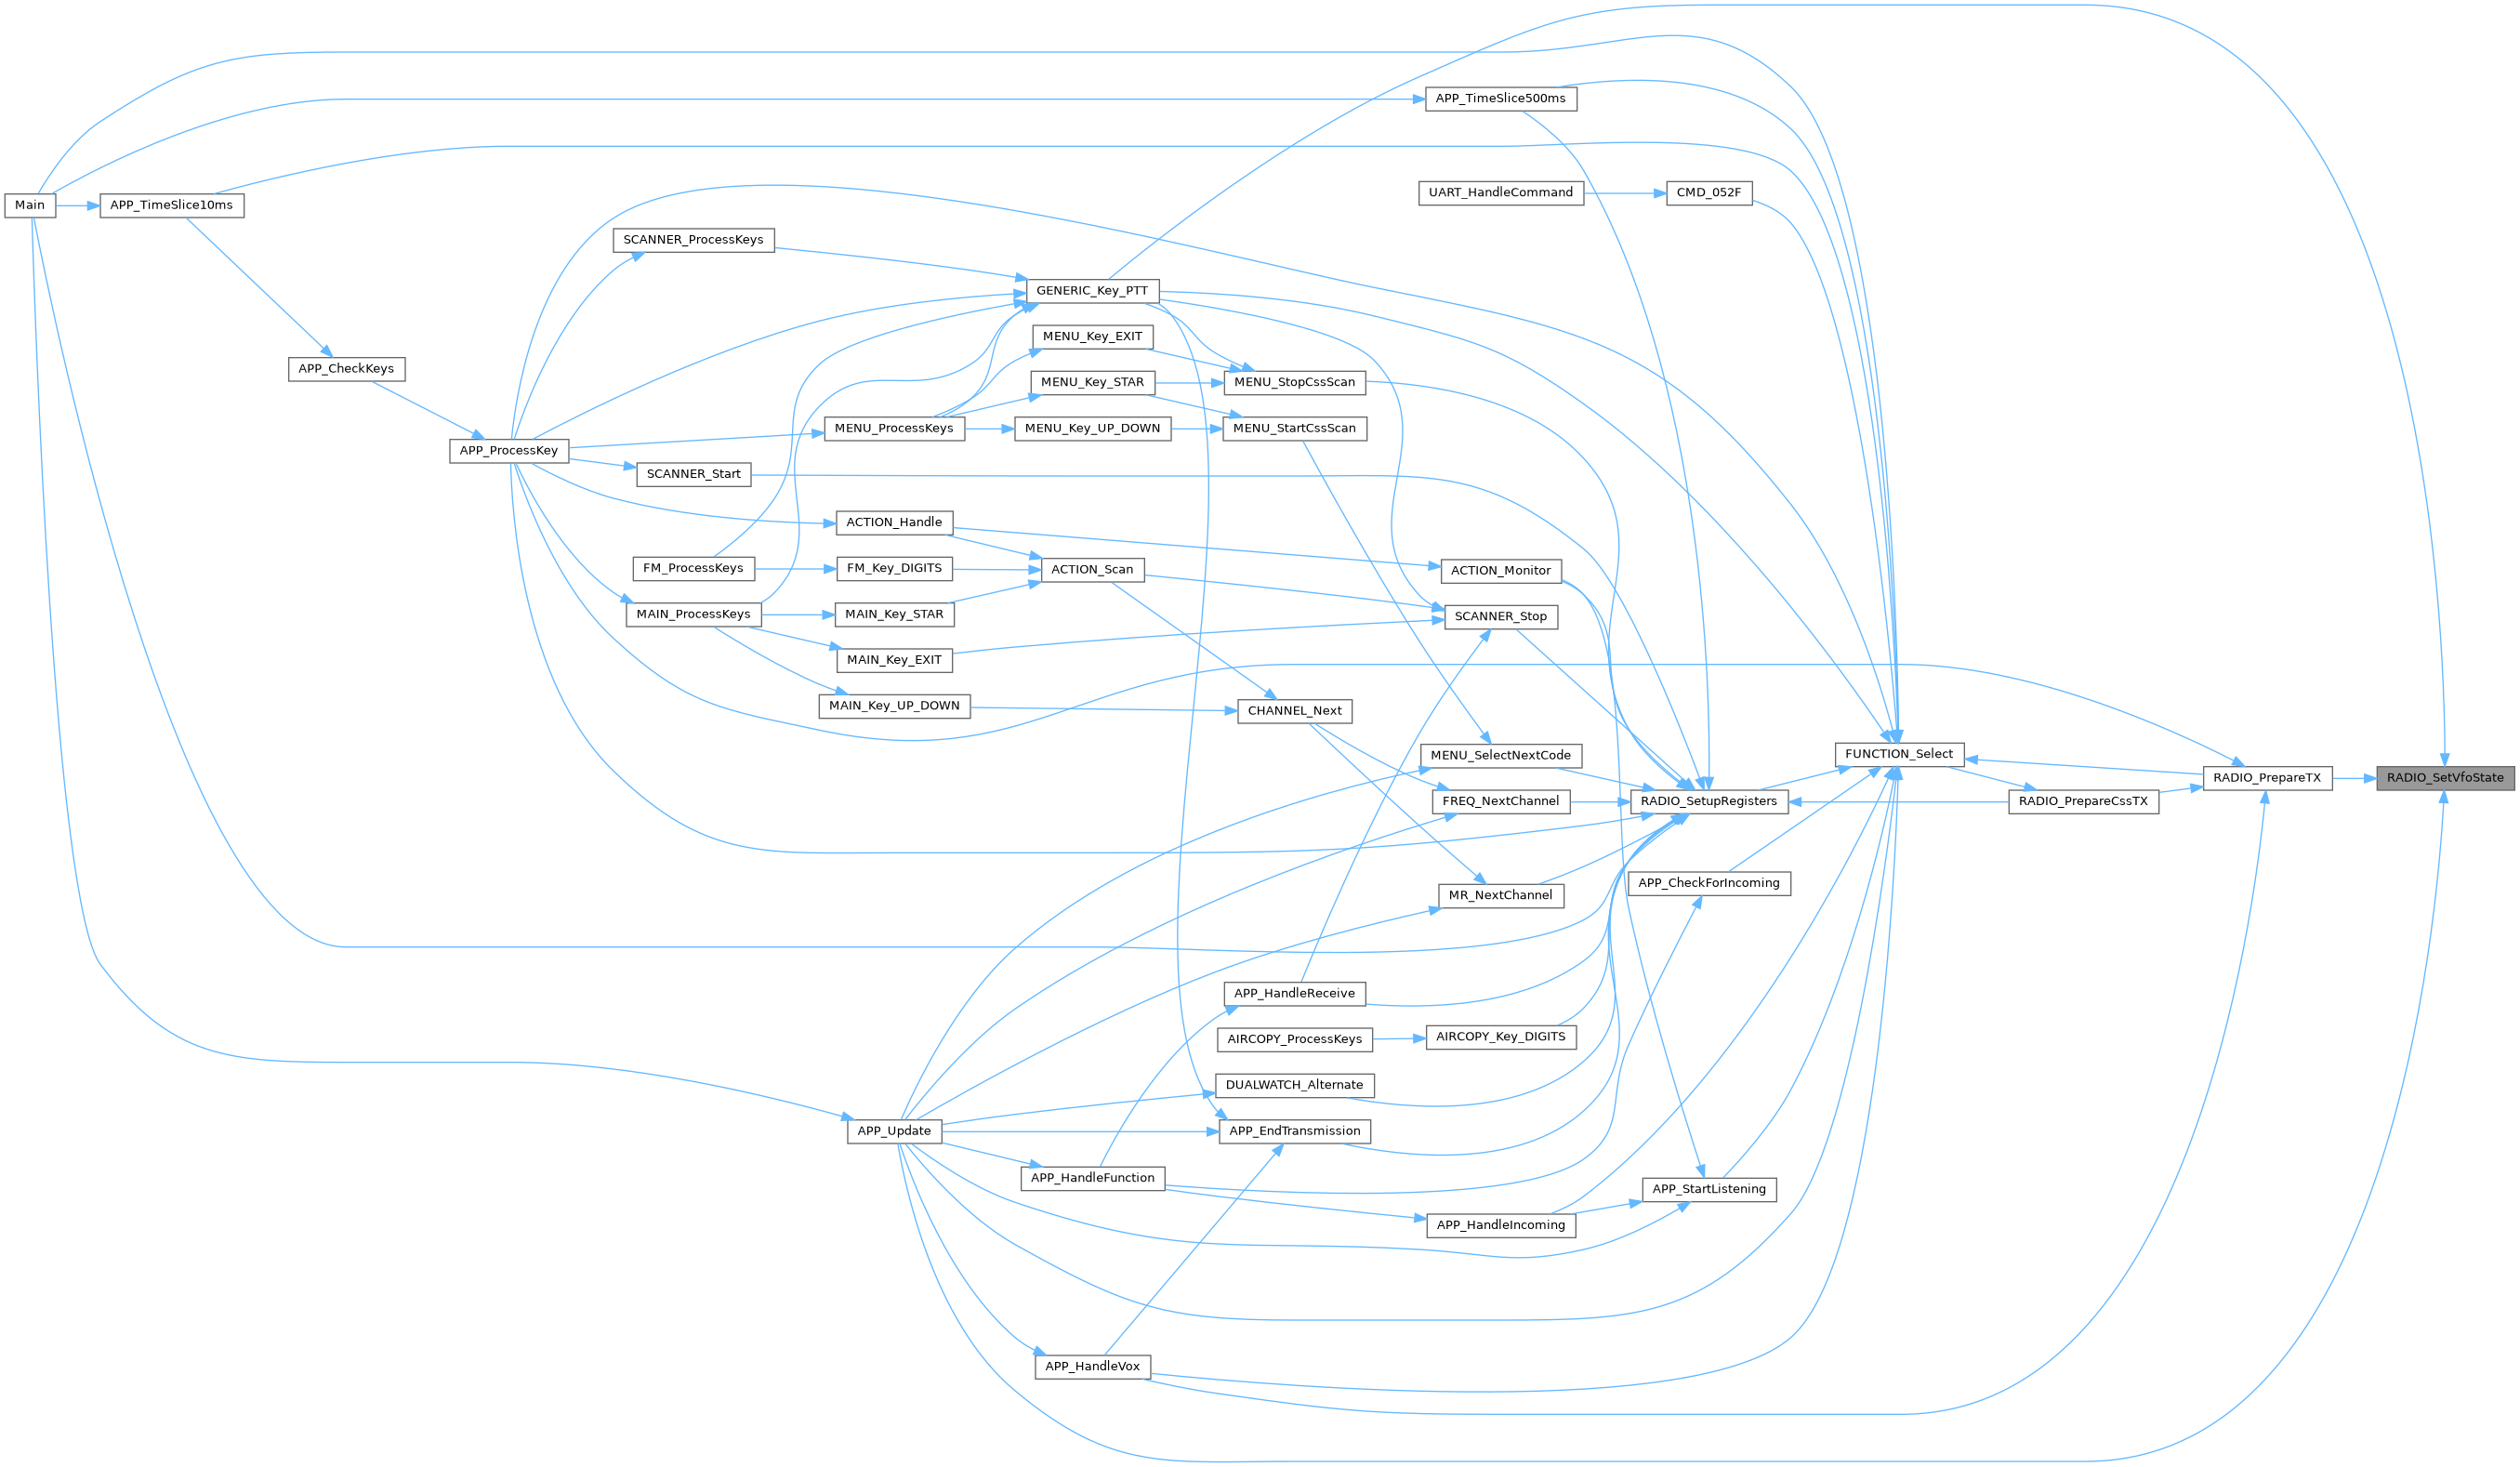 APP_TimeSlice500ms
UART_HandleCommand
CMD_052F
Main
APP_TimeSlice10ms
SCANNER_ProcessKeys
GENERIC_Key_PTT
MENU_Key_EXIT
APP_CheckKeys
MENU_Key_STAR
MENU_StopCssScan
MENU_ProcessKeys
MENU_Key_UP_DOWN
MENU_StartCssScan
APP_ProcessKey
SCANNER_Start
ACTION_Handle
FM_ProcessKeys
FM_Key_DIGITS
ACTION_Scan
ACTION_Monitor
MAIN_ProcessKeys
MAIN_Key_STAR
SCANNER_Stop
MAIN_Key_EXIT
MAIN_Key_UP_DOWN
CHANNEL_Next
MENU_SelectNextCode
FUNCTION_Select
RADIO_PrepareTX
RADIO_SetVfoState
FREQ_NextChannel
RADIO_SetupRegisters
RADIO_PrepareCssTX
MR_NextChannel
APP_CheckForIncoming
APP_HandleReceive
AIRCOPY_ProcessKeys
AIRCOPY_Key_DIGITS
DUALWATCH_Alternate
APP_Update
APP_EndTransmission
APP_HandleFunction
APP_StartListening
APP_HandleIncoming
APP_HandleVox